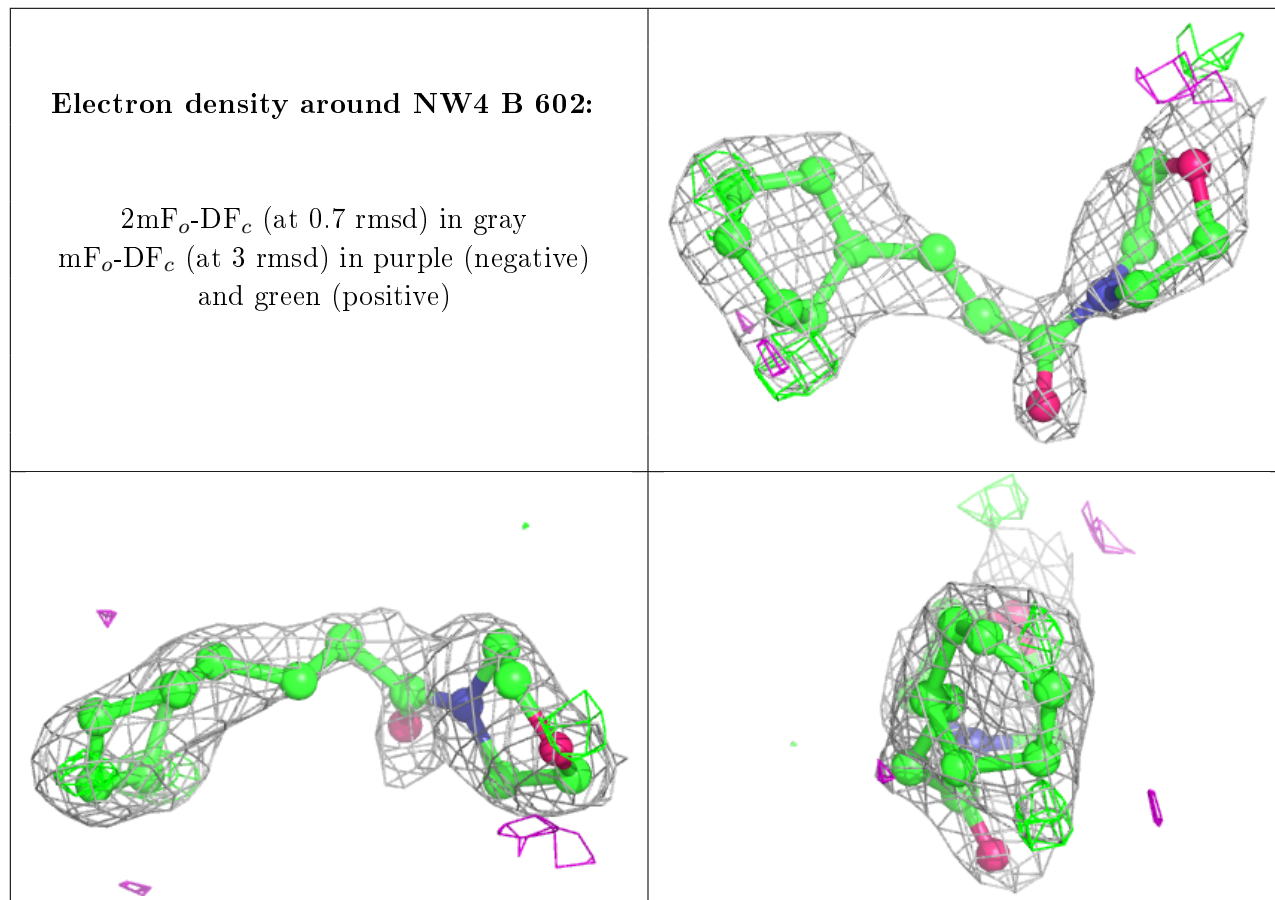 Electron density around NW4 B 602:
2mFo-DFc (at 0.7 rmsd) in gray
mFo-DFc (at 3 rmsd) in purple (negative)
and green (positive)